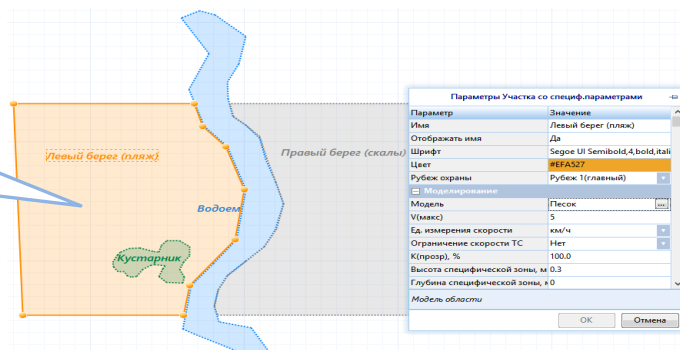 Левый берег (пляж)
Правый берег (скалы)
Водоем
Кустарник
Параметры Участка со специф.параметрами
Параметр Значение
Имя Левый берег (пляж)
Отображать имя Да
Шрифт Segoe UI Semibold,4,bold,itali
Цвет #EFA527
Рубеж охраны Рубеж 1(главный)
Моделирование
Модель Песок ...
V(макс) 5
Ед. измерения скорости км/ч
Ограничение скорости ТС Нет
К(прозр), % 100.0
Высота специфической зоны, м 0.3
Глубина специфической зоны, 0
Модель области
ОК Отмена